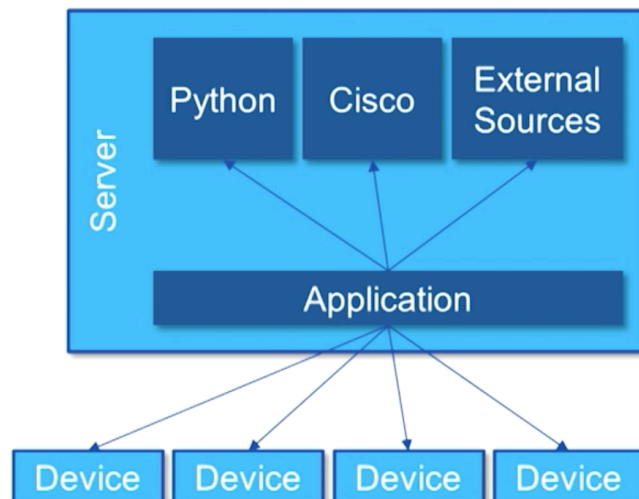 Server
Python
Cisco
External
Sources
Application
Device
Device
Device
Device